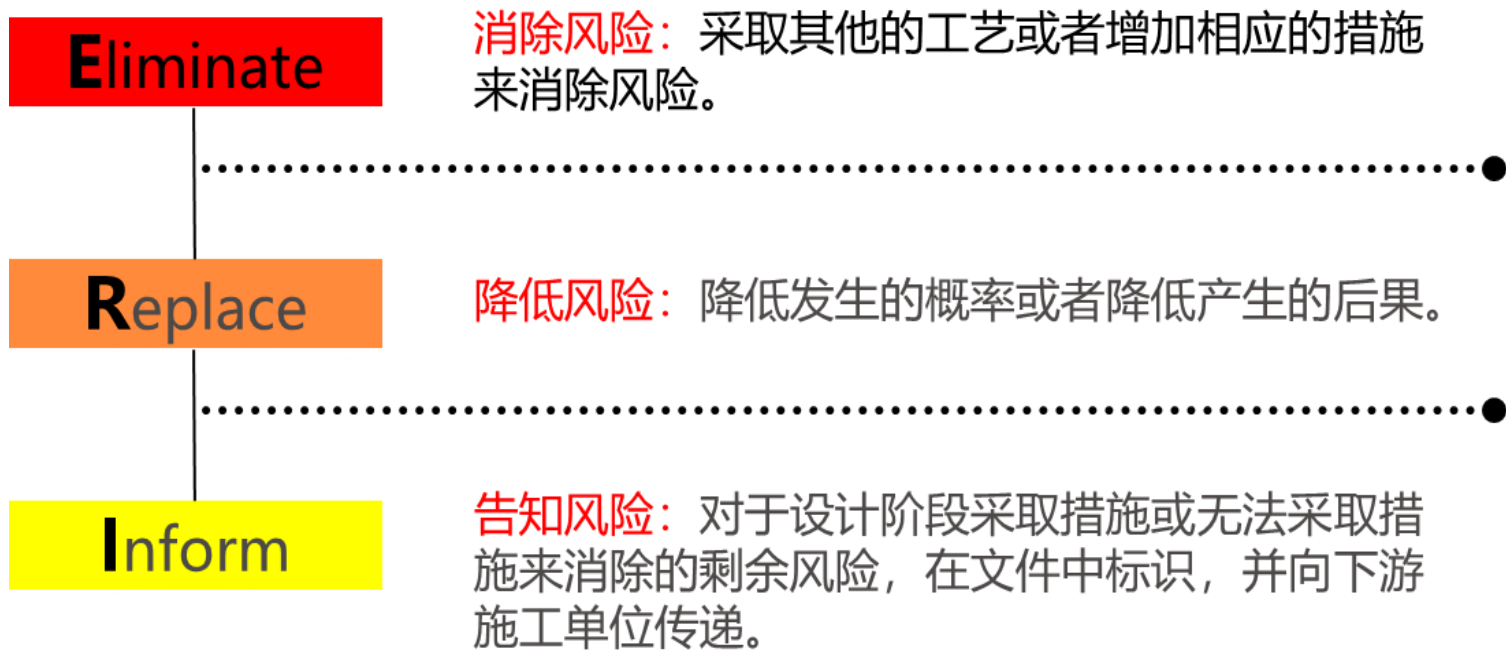 Eliminate
消除风险：采取其他的工艺或者增加相应的措施
来消除风险。
Replace
降低风险：降低发生的概率或者降低产生的后果。
Inform
告知风险：对于设计阶段采取措施或无法采取措
施来消除的剩余风险，在文件中标识，并向下游
施工单位传递。